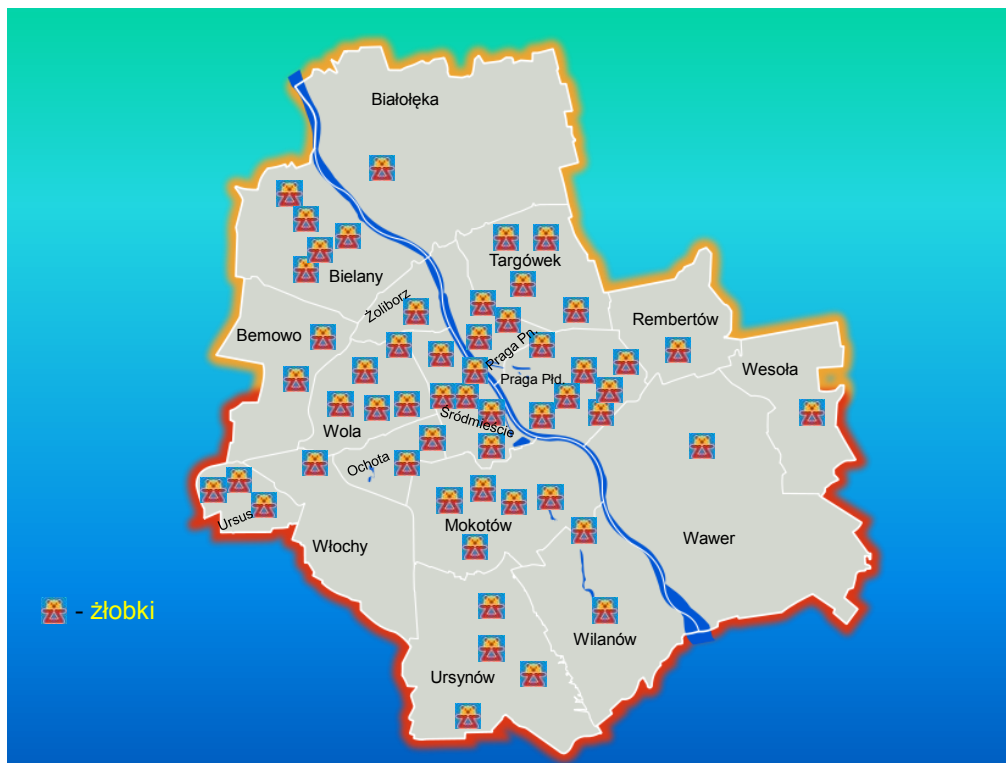 Białołęka
Targówek
Bielany
Żoliborz
Rembertów
Bemowo
Praga Pn.
Wesoła
Praga Płd.
Śródmieście
Wola
Ochota
Ursus
Mokotów
Wawer
Włochy
- żłobki
Wilanów
Ursynów